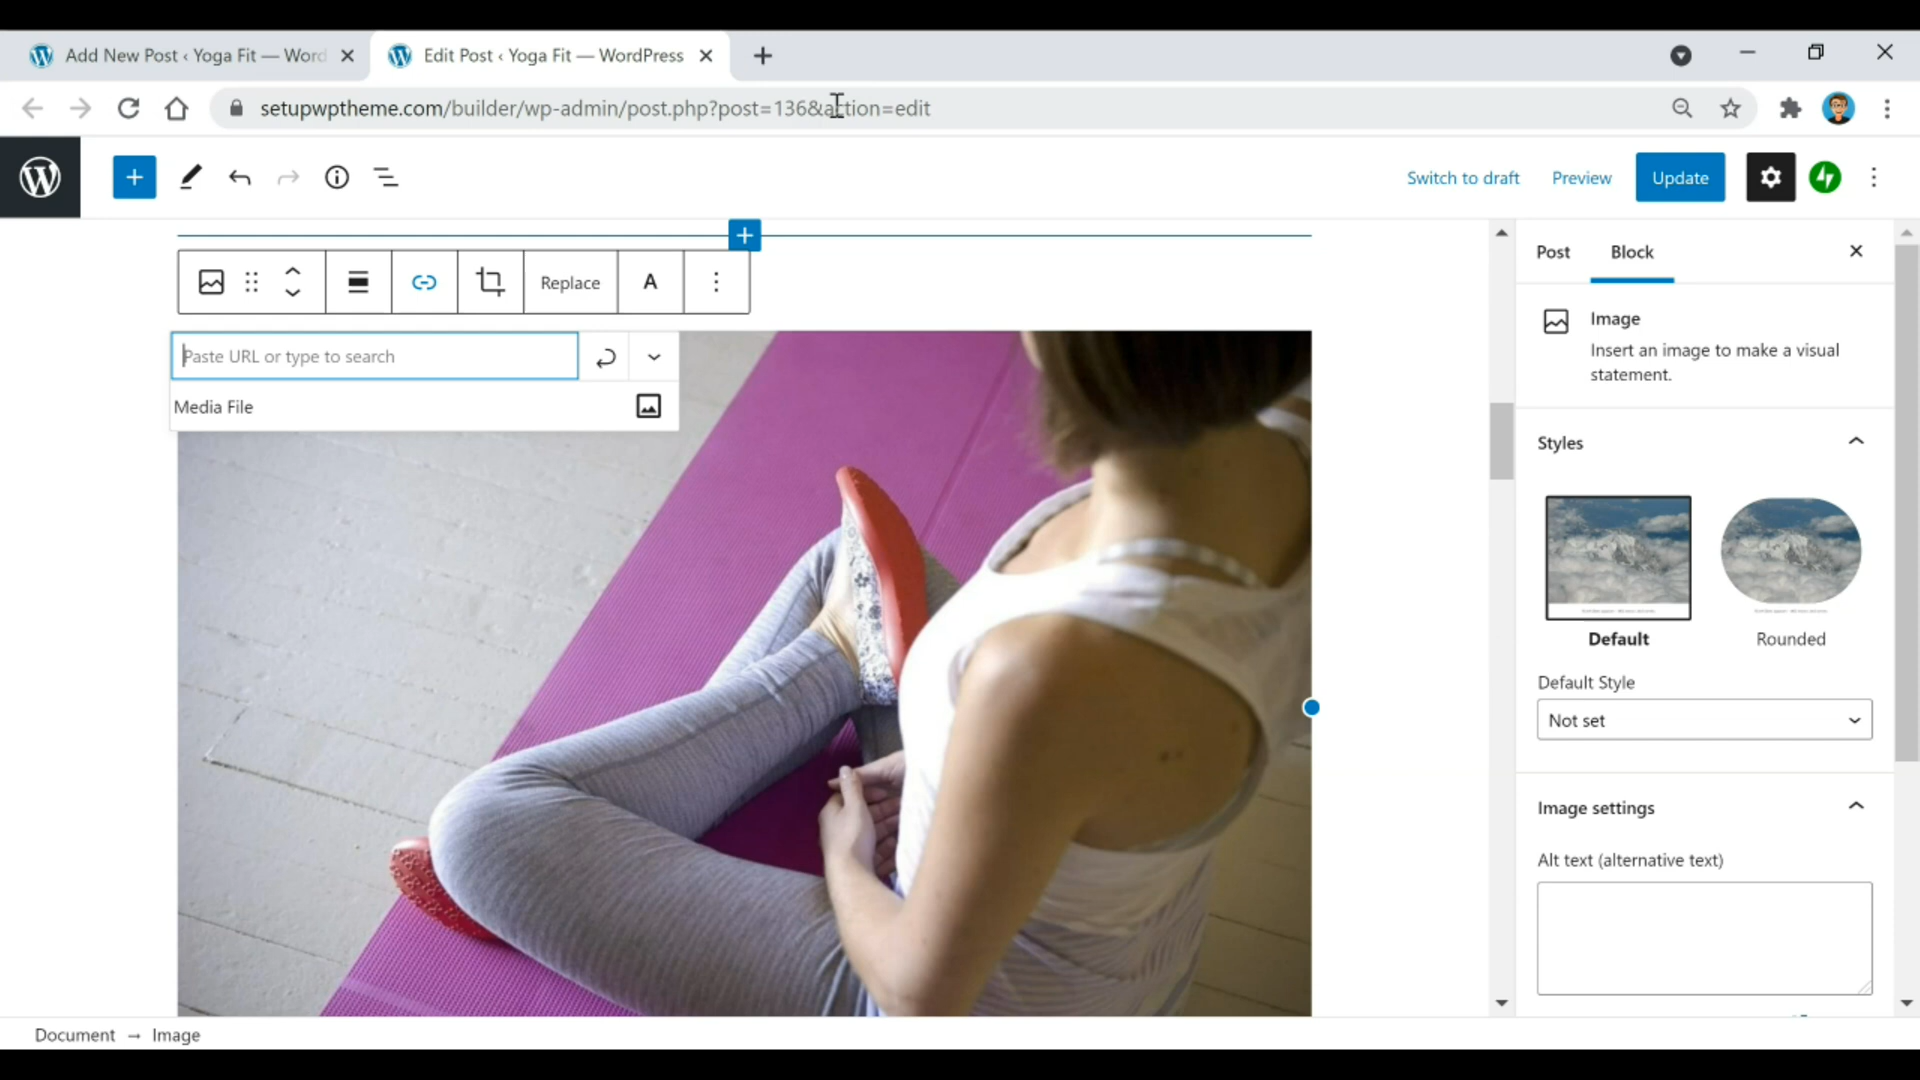 Add New Post ‹ Yoga Fit — Word
Edit Post ‹ Yoga Fit — WordPress
setupwptheme.com/builder/wp-admin/post.php?post=136&action=edit
Switch to draft
Preview
Update
Replace
A
Paste URL or type to search
Media File
Post
Block
Image
Insert an image to make a visual
statement.
Styles
Default
Rounded
Default Style
Not set
Image settings
Alt text (alternative text)
Document → Image